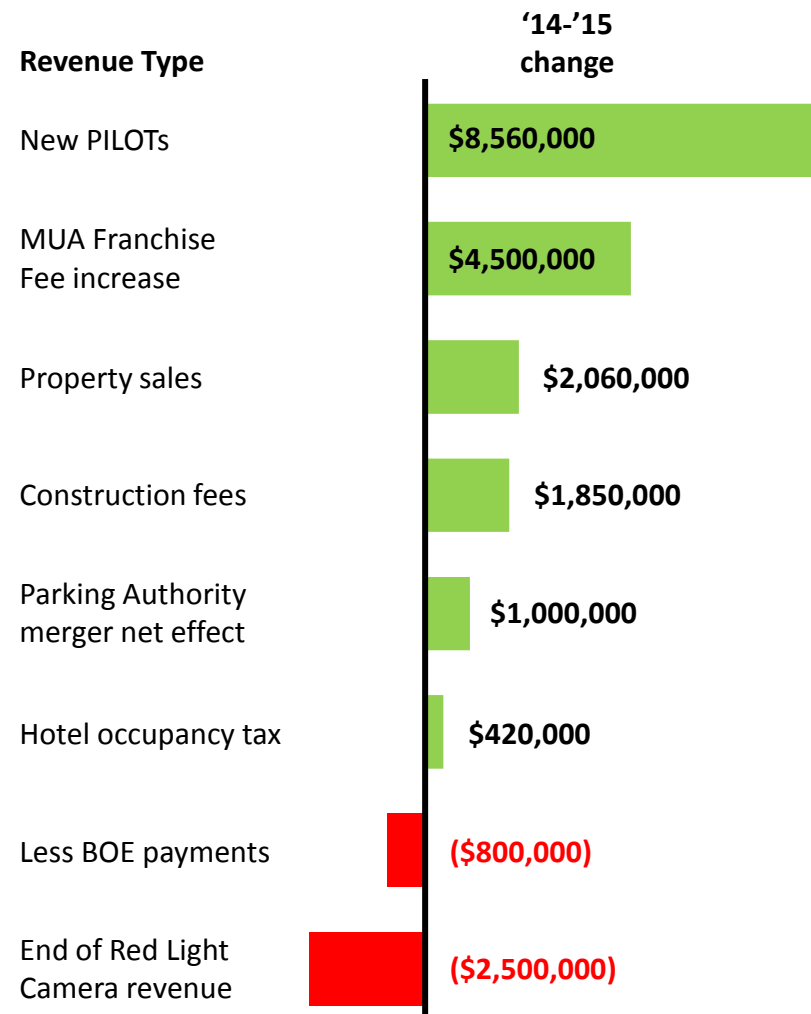 Revenue Type
‘14-’15
change
New PILOTs
$8,560,000
MUA Franchise
Fee increase
$4,500,000
Property sales
$2,060,000
Construction fees
$1,850,000
Parking Authority
merger net effect
$1,000,000
Hotel occupancy tax
$420,000
Less BOE payments
($800,000)
End of Red Light
Camera revenue
($2,500,000)